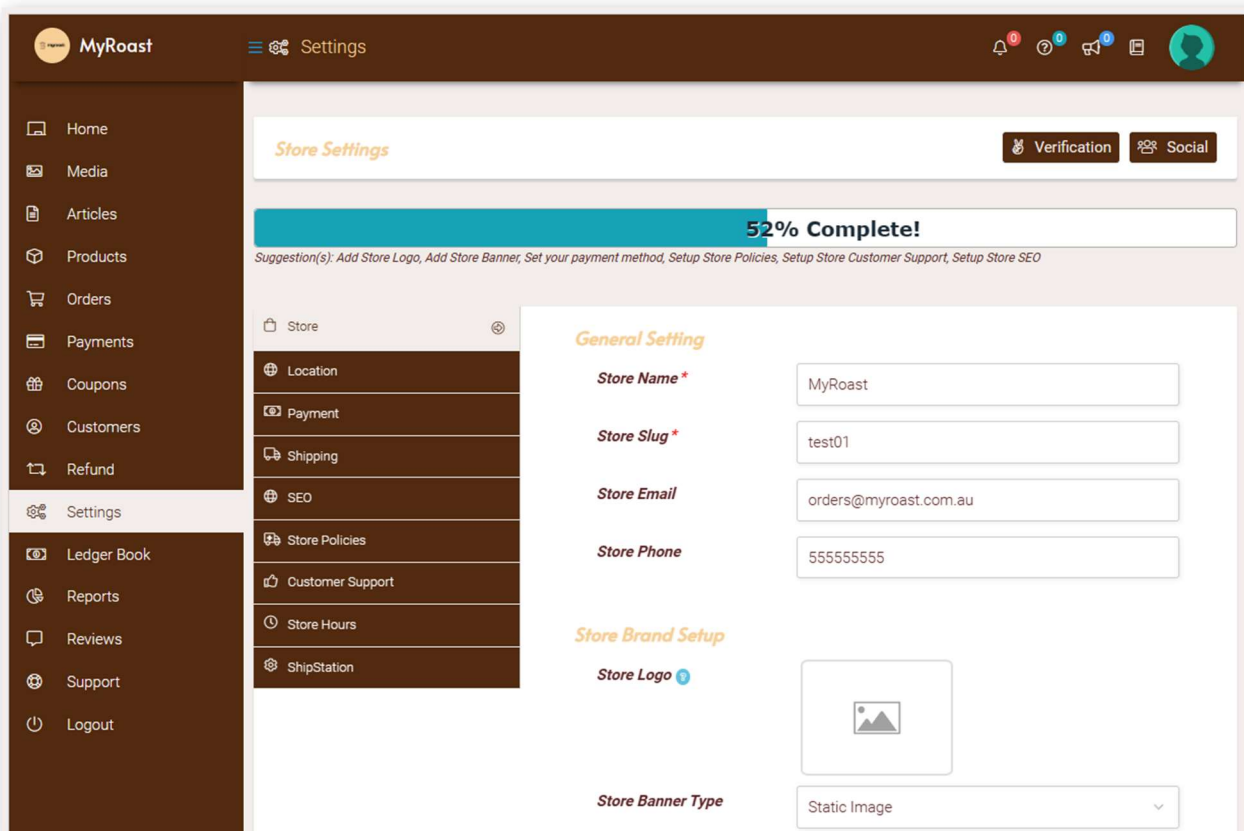 MyRoast
Settings
0
0
0
Home
Media
Articles
Products
Orders
Payments
Coupons
Customers
Refund
Settings
Ledger Book
Reports
Reviews
Support
Logout
Store Settings
Verification
Social
52% Complete!
Suggestion(s): Add Store Logo, Add Store Banner, Set your payment method, Setup Store Policies, Setup Store Customer Support, Setup Store SEO
Store
Location
Payment
Shipping
SEO
Store Policies
Customer Support
Store Hours
ShipStation
General Setting
Store Name*
MyRoast
Store Slug*
test01
Store Email
orders@myroast.com.au
Store Phone
555555555
Store Brand Setup
Store Logo
Store Banner Type
Static Image